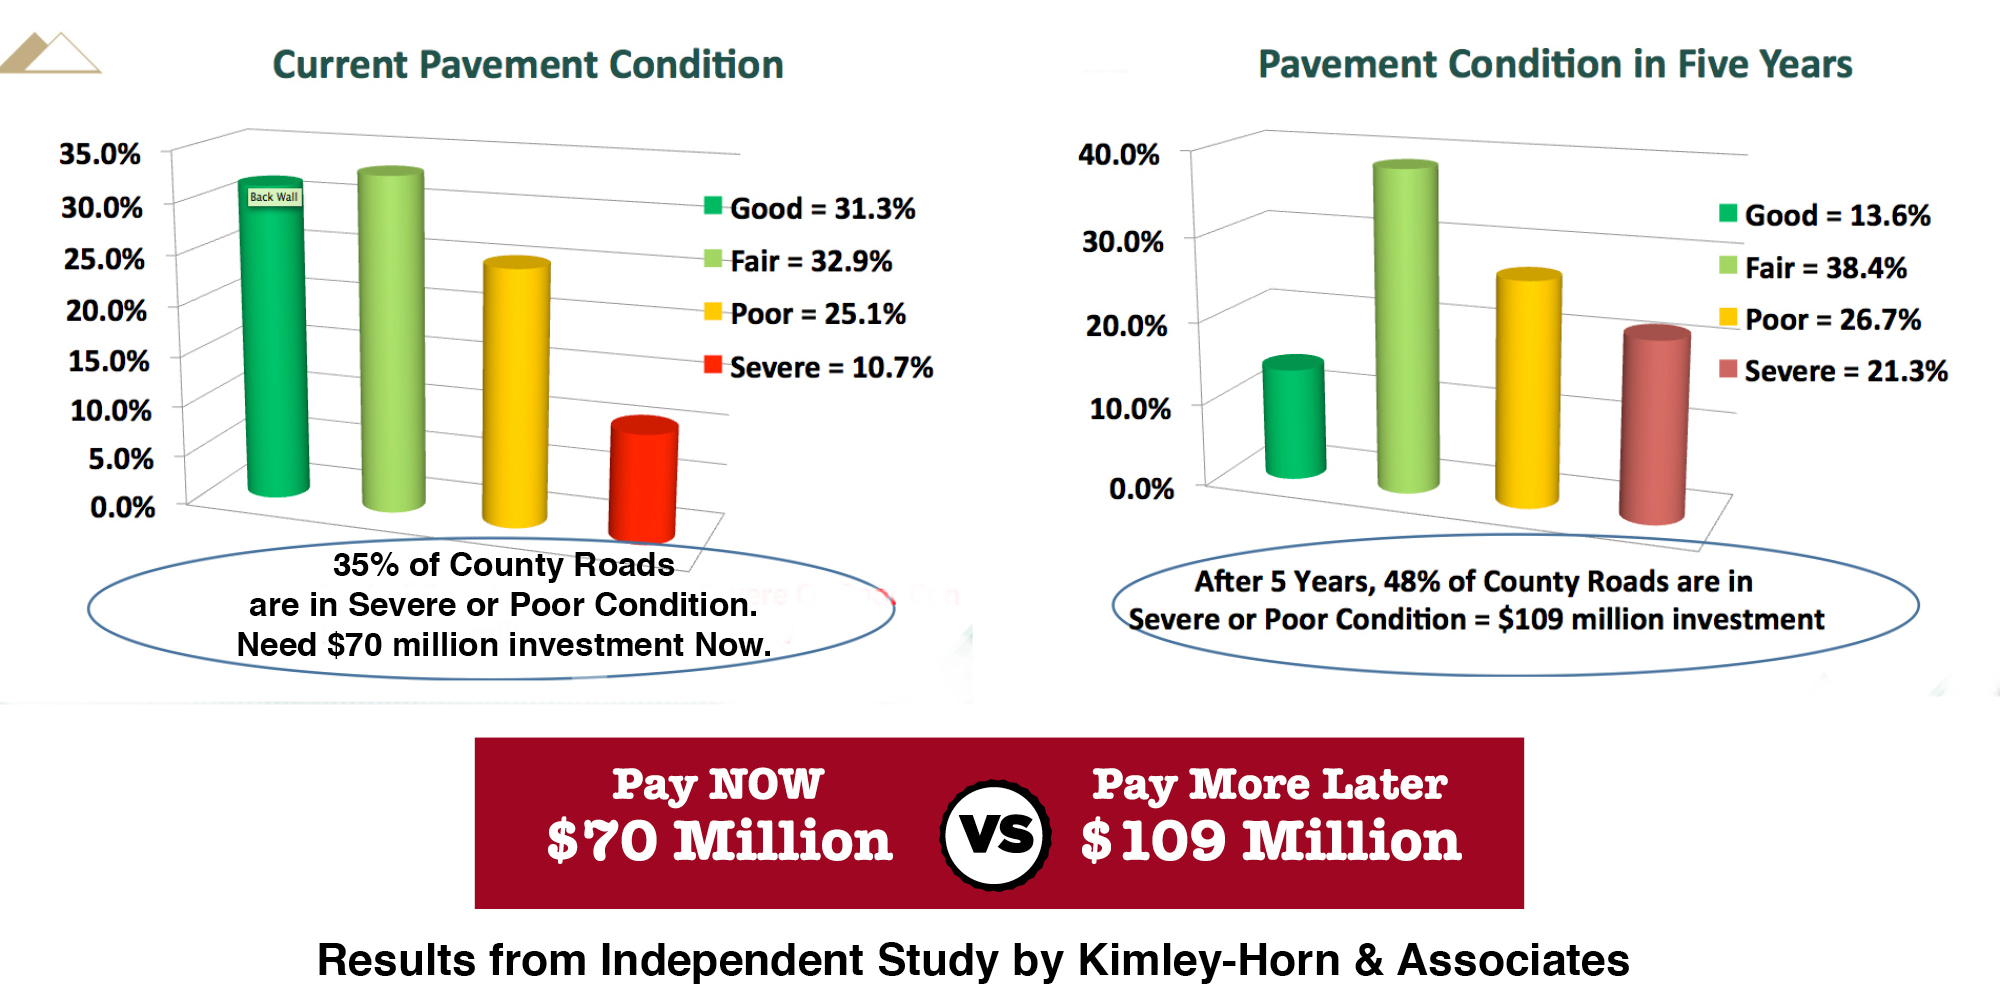 Current Pavement Condition
35.0%
30.0%
25.0%
20.0%
15.0%
10.0%
5.0%
0.0%
Back Wall
Good = 31.3%
Fair = 32.9%
Poor = 25.1%
Severe = 10.7%
35% of County Roads
are in Severe or Poor Condition.
Need $70 million investment Now.
Pavement Condition in Five Years
40.0%
30.0%
20.0%
10.0%
0.0%
Good = 13.6%
Fair = 38.4%
Poor = 26.7%
Severe = 21.3%
After 5 Years, 48% of County Roads are in
Severe or Poor Condition = $109 million investment
Pay NOW
$70 Million
VS
Pay More Later
$109 Million
Results from Independent Study by Kimley-Horn & Associates